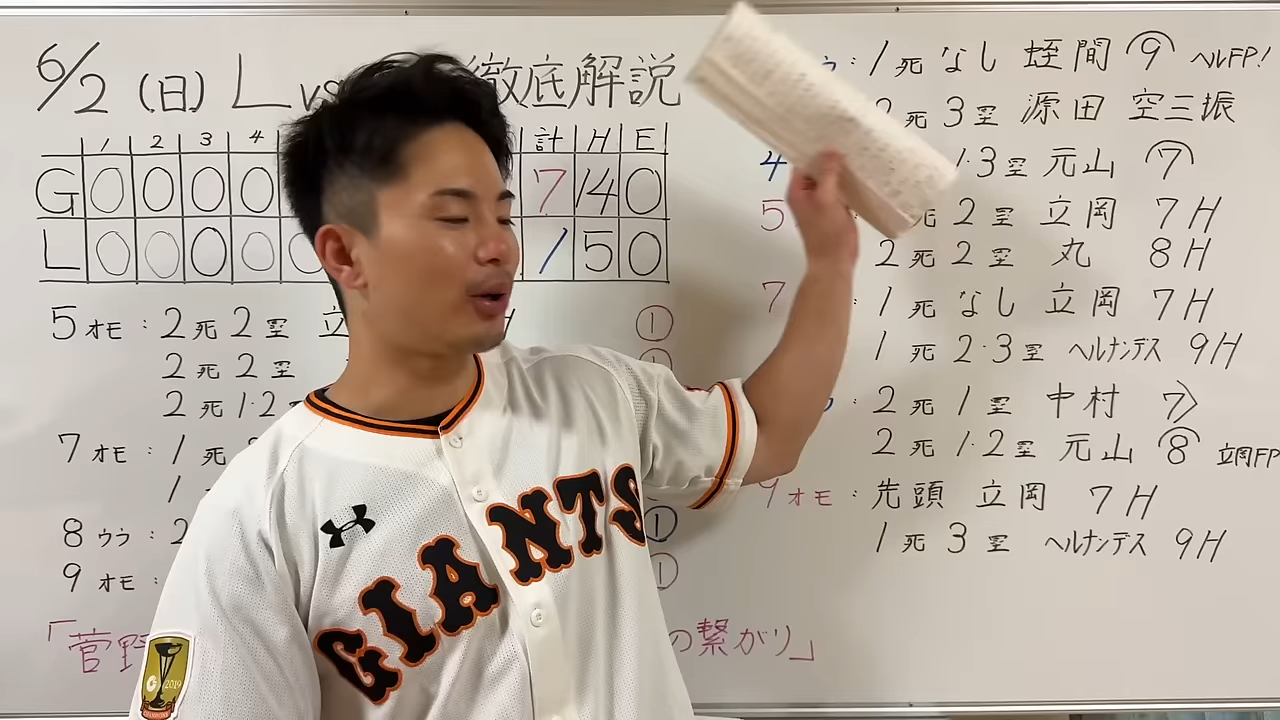 6/2 (日) L vs 徹底解説
1 2 3 4 計 H E
G 0 0 0 0 7 14 0
L 0 0 0 0 0 1 5 0
5オモ:2死2塁 立 H ①
2死2塁
2死1·2
7オモ:1死
1
8ウラ:2 ①
9オモ: ①
「菅野 の繋がり」
:1死なし 蛭間 9 ヘルFP!
2死3塁 源田 空三振
4 1·3塁 元山 7
5 死2塁 立岡 7H
2死2塁 丸 8H
7 :1死なし 立岡 7H
1死2·3塁 ヘルナンデス 9H
:2死1塁 中村 7>
2死1·2塁 元山 8 立岡FP
9オモ:先頭 立岡 7H
1死3塁 ヘルナンデス 9H
GIANTS
2019